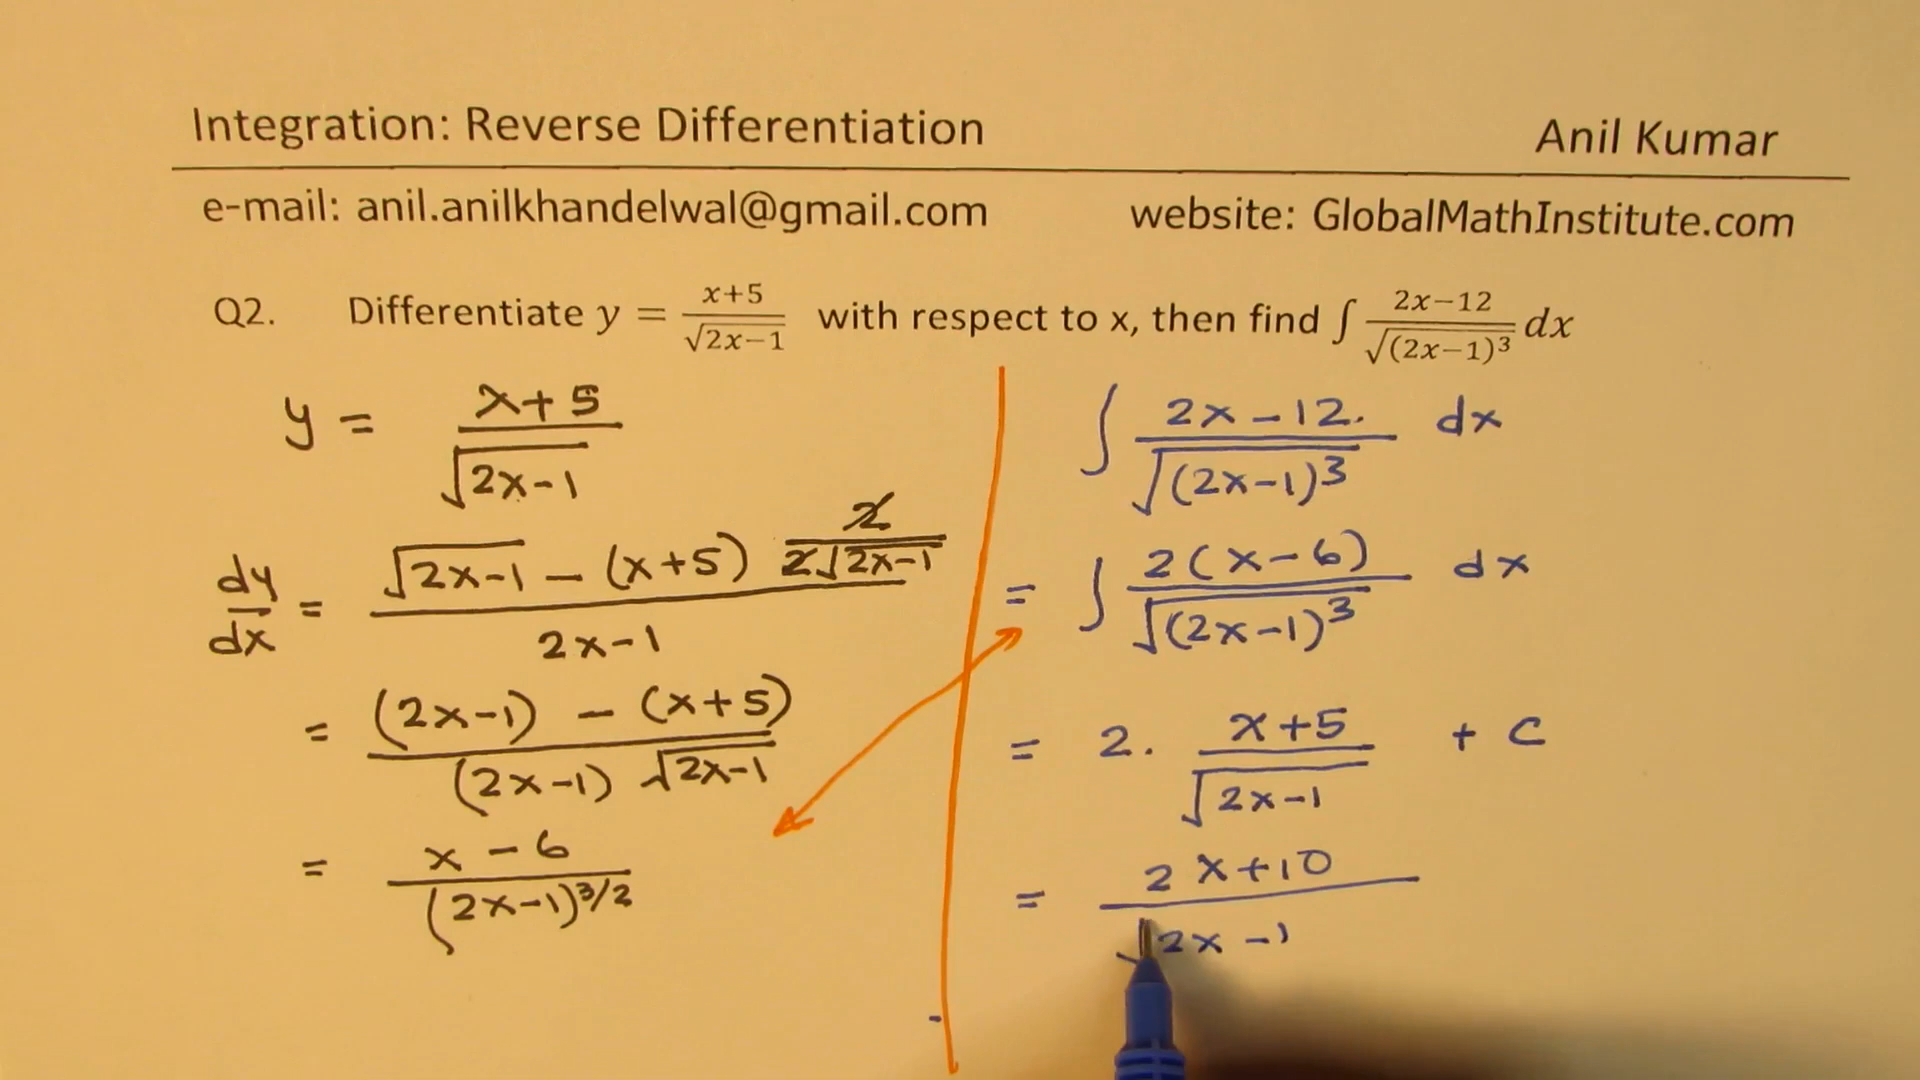 Integration: Reverse Differentiation Anil Kumar
e-mail: anil.anilkhandelwal@gmail.com website: GlobalMathInstitute.com
Q2. Differentiate y = (x+5)/√(2x−1) with respect to x, then find ∫ (2x−12)/√((2x−1)³) dx
y = (x+5)/√(2x-1)
dy/dx = (√(2x-1) - (x+5) 2/(2√(2x-1)))/(2x-1)
= ((2x-1) - (x+5))/((2x-1) √(2x-1))
= (x-6)/(2x-1)^(3/2)
∫ (2x-12.)/√((2x-1)³) dx
= ∫ 2(x-6)/√((2x-1)³) dx
= 2. (x+5)/√(2x-1) + C
= (2x+10)/√2x-1